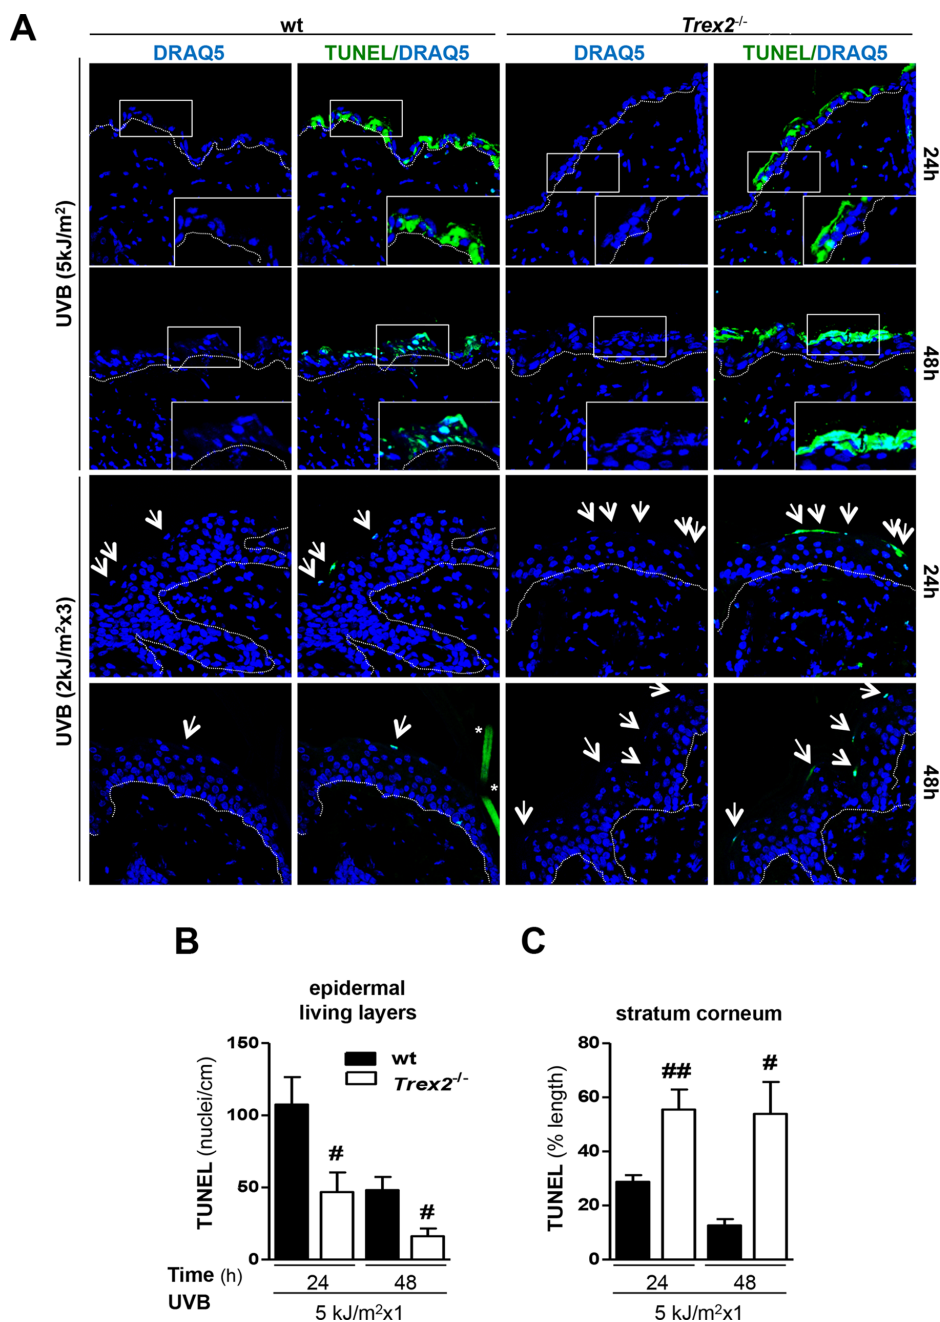 A
wt
Trex2-/-
DRAQ5
TUNEL/DRAQ5
DRAQ5
TUNEL/DRAQ5
UVB (5kJ/m²)
24h
48h
UVB (2kJ/m²x3)
24h
*
*
48h
B
epidermal
living layers
TUNEL (nuclei/cm)
150
100
50
0
wt
Trex2-/-
#
#
Time (h)
24
48
UVB
5 kJ/m²x1
C
stratum corneum
TUNEL (% length)
80
60
40
20
0
##
#
24
48
5 kJ/m²x1